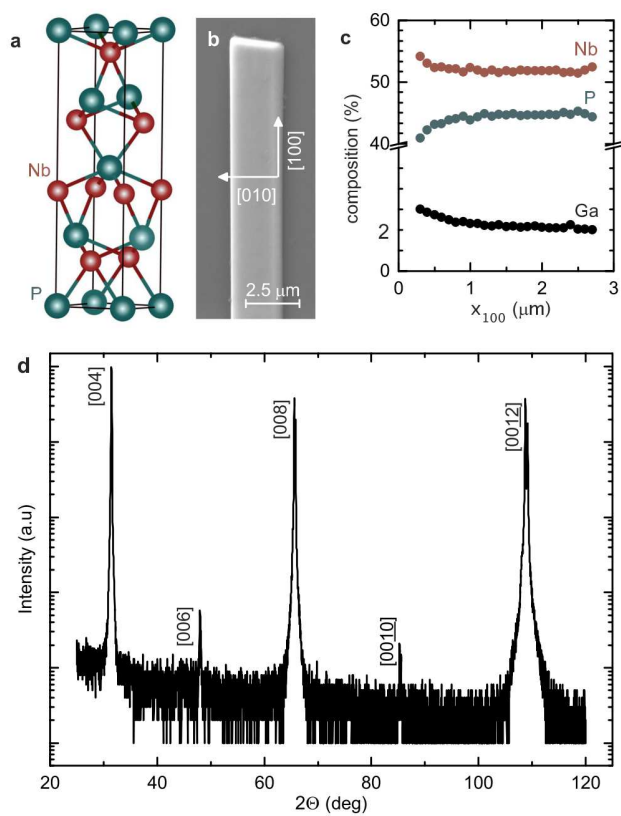 a
Nb
P
b
[100]
[010]
2.5 μm
c
60
50
40
2
0
composition (%)
Nb
P
Ga
0
1
2
3
x100 (μm)
d
[004]
[006]
[008]
[0010]
[0012]
Intensity (a.u)
20
40
60
80
100
120
2Θ (deg)